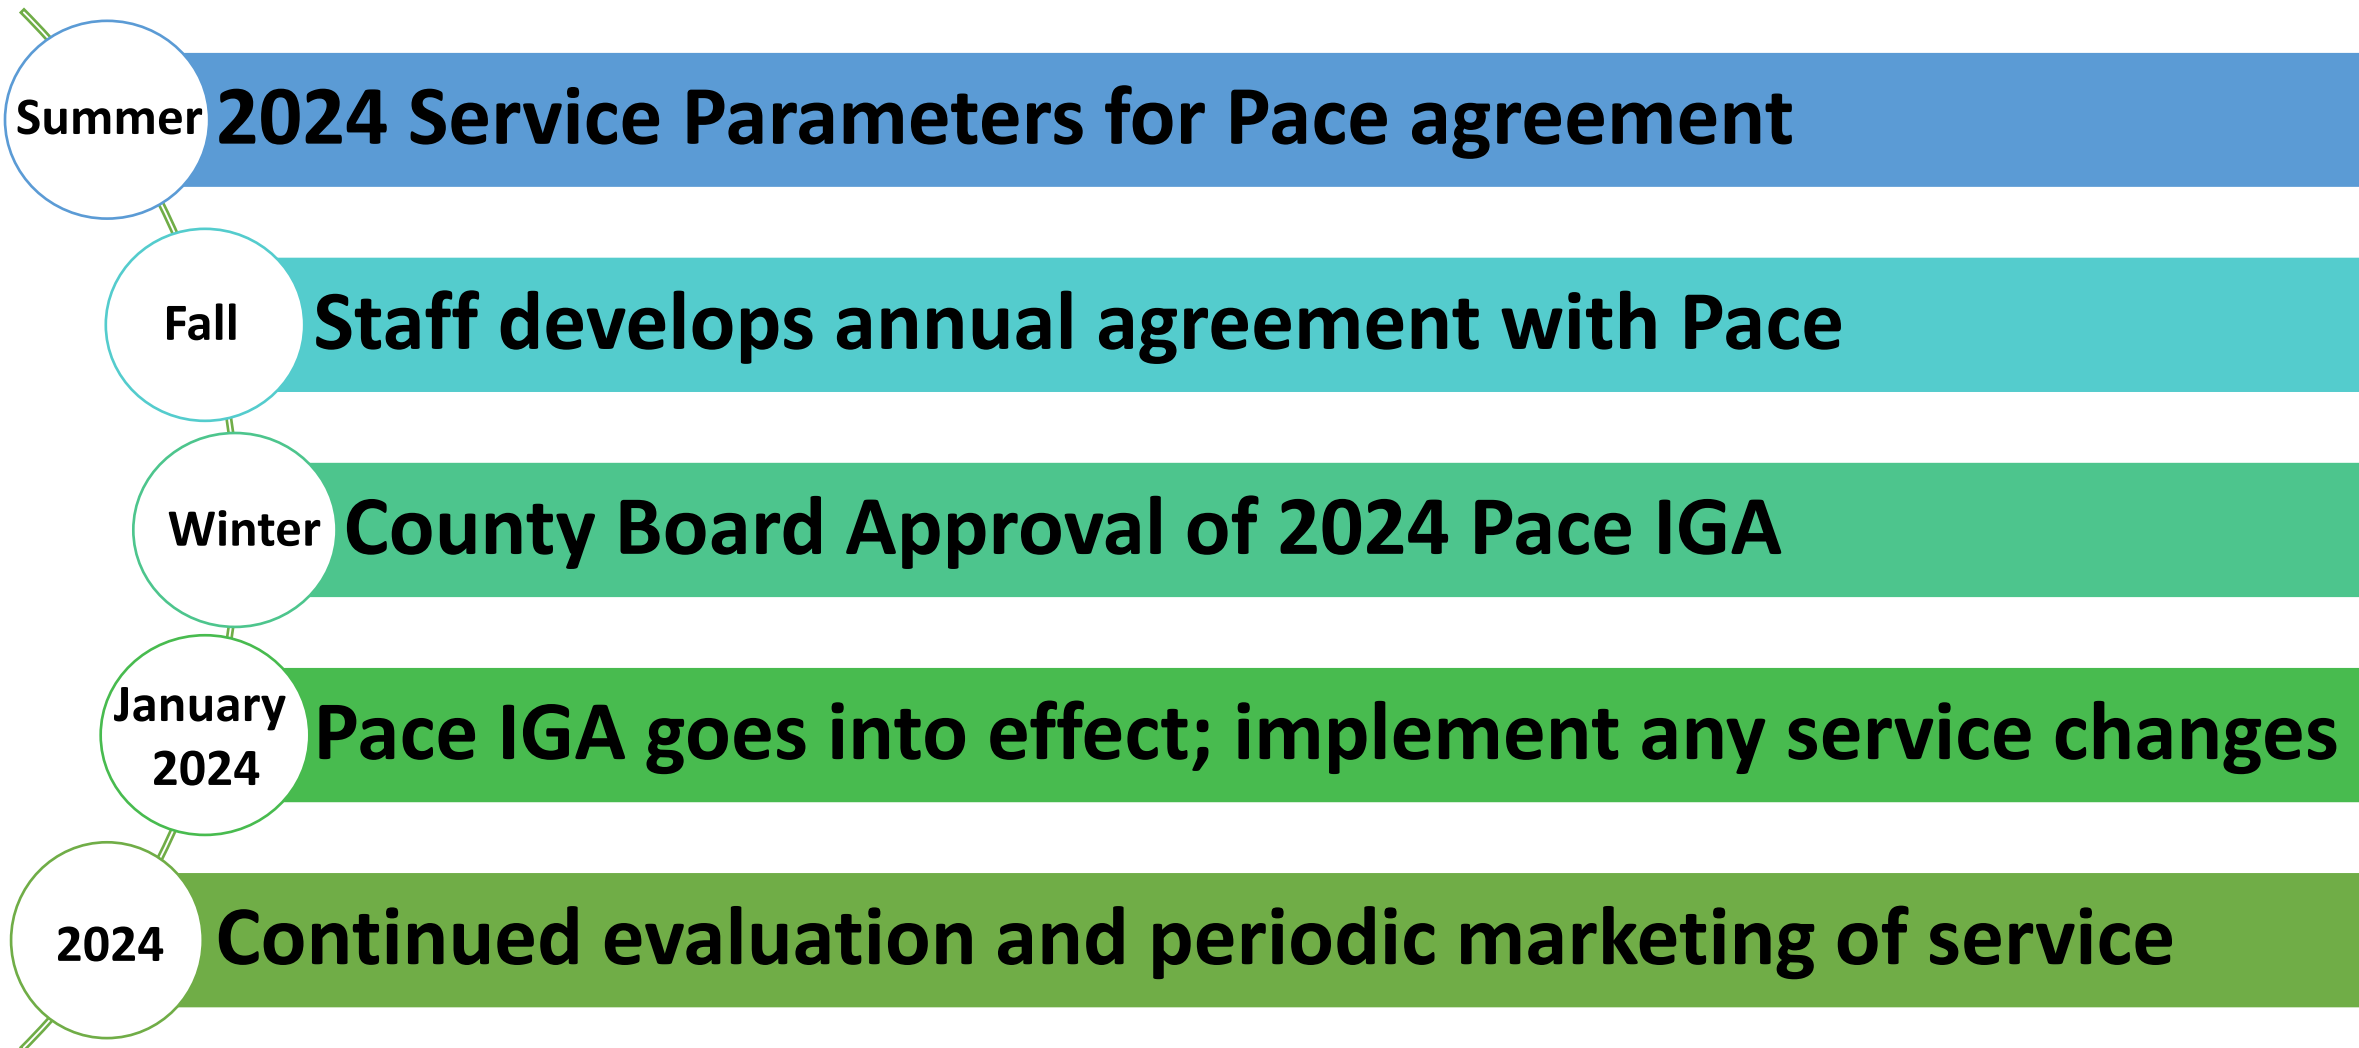 Summer
2024 Service Parameters for Pace agreement
Fall
Staff develops annual agreement with Pace
Winter
County Board Approval of 2024 Pace IGA
January
2024
Pace IGA goes into effect; implement any service changes
2024
Continued evaluation and periodic marketing of service